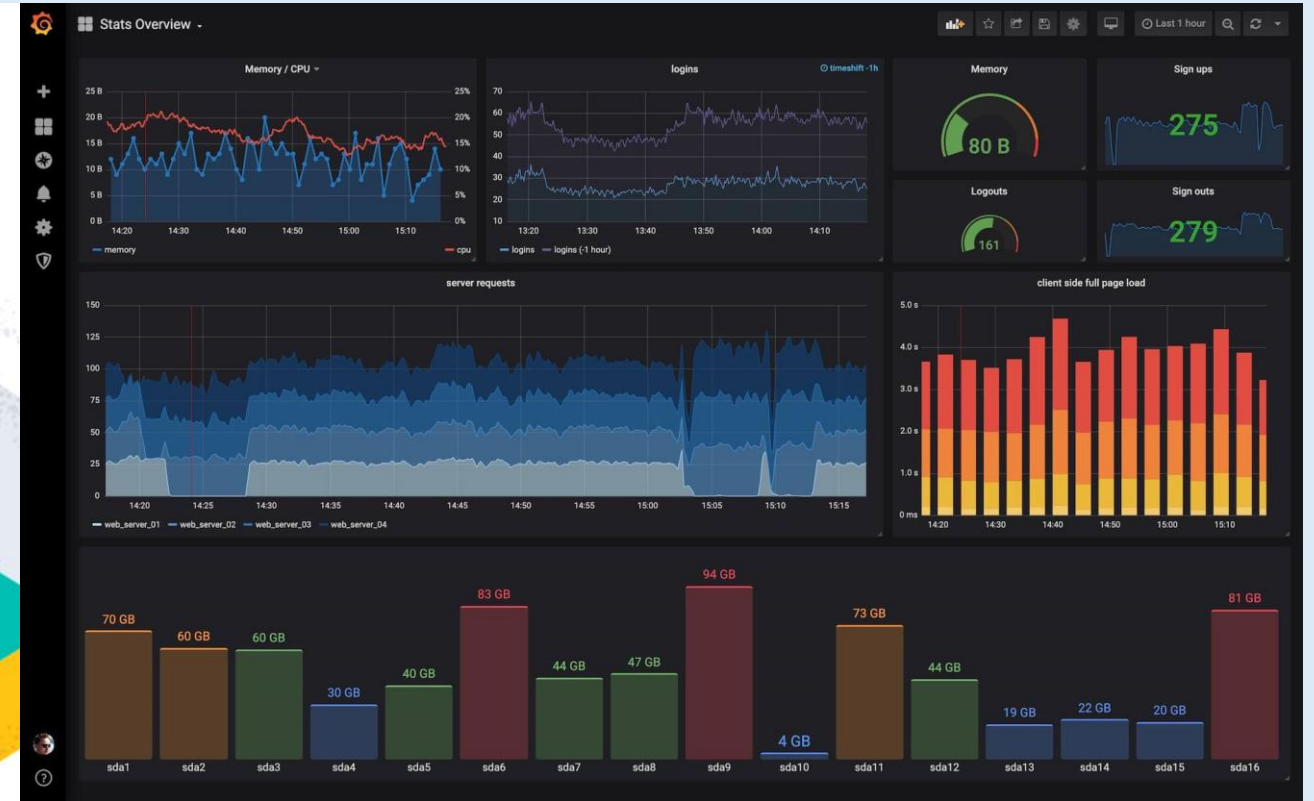 Stats Overview
Last 1 hour
Memory / CPU
25 B
20 B
15 B
10 B
5 B
0 B
25%
20%
15%
10%
5%
0%
14:20 14:30 14:40 14:50 15:00 15:10
memory
cpu
logins
timeshift -1h
70
60
50
40
30
20
10
13:20 13:30 13:40 13:50 14:00 14:10
logins logins (-1 hour)
Memory
80 B
Sign ups
275
Logouts
161
Sign outs
279
server requests
150
125
100
75
50
25
0
14:20 14:25 14:30 14:35 14:40 14:45 14:50 14:55 15:00 15:05 15:10 15:15
web_server_01 web_server_02 web_server_03 web_server_04
client side full page load
5.0 s
4.0 s
3.0 s
2.0 s
1.0 s
0 ms
14:20 14:30 14:40 14:50 15:00 15:10
70 GB 60 GB 60 GB 30 GB 40 GB 83 GB 44 GB 47 GB 94 GB 4 GB 73 GB 44 GB 19 GB 22 GB 20 GB 81 GB
sda1 sda2 sda3 sda4 sda5 sda6 sda7 sda8 sda9 sda10 sda11 sda12 sda13 sda14 sda15 sda16